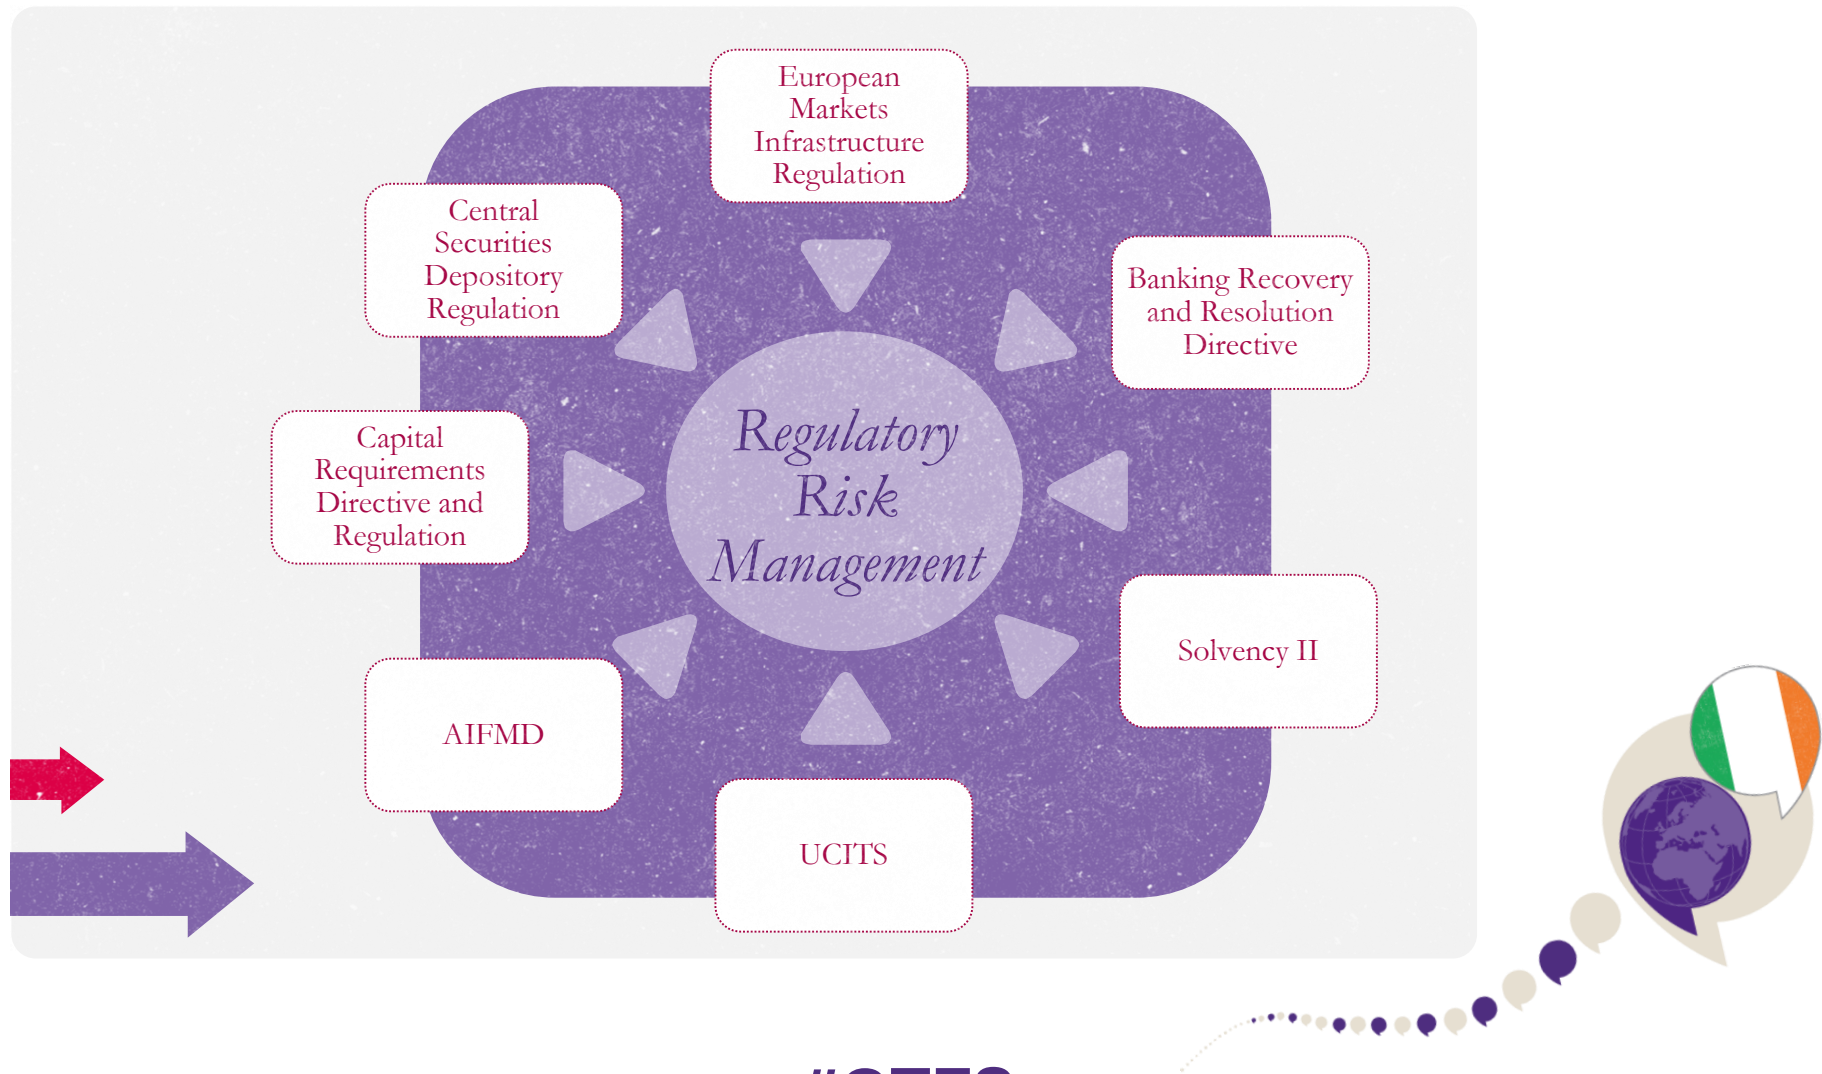 European
Markets
Infrastructure
Regulation
Central
Securities
Depository
Regulation
Banking Recovery
and Resolution
Directive
Capital
Requirements
Directive and
Regulation
Regulatory
Risk
Management
Solvency II
AIFMD
UCITS